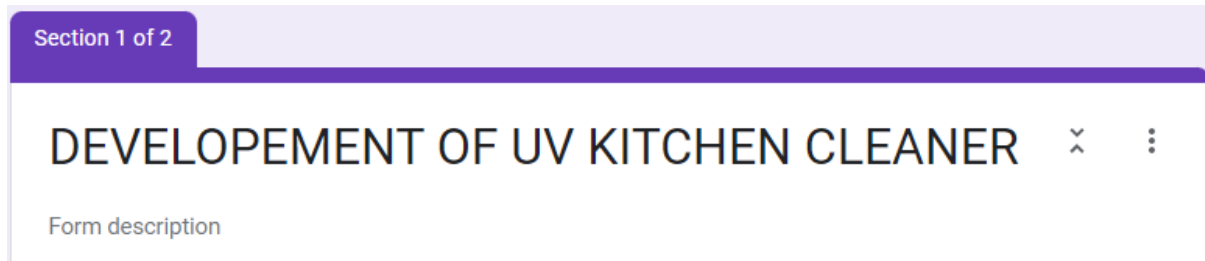 Section 1 of 2
DEVELOPEMENT OF UV KITCHEN CLEANER
Form description